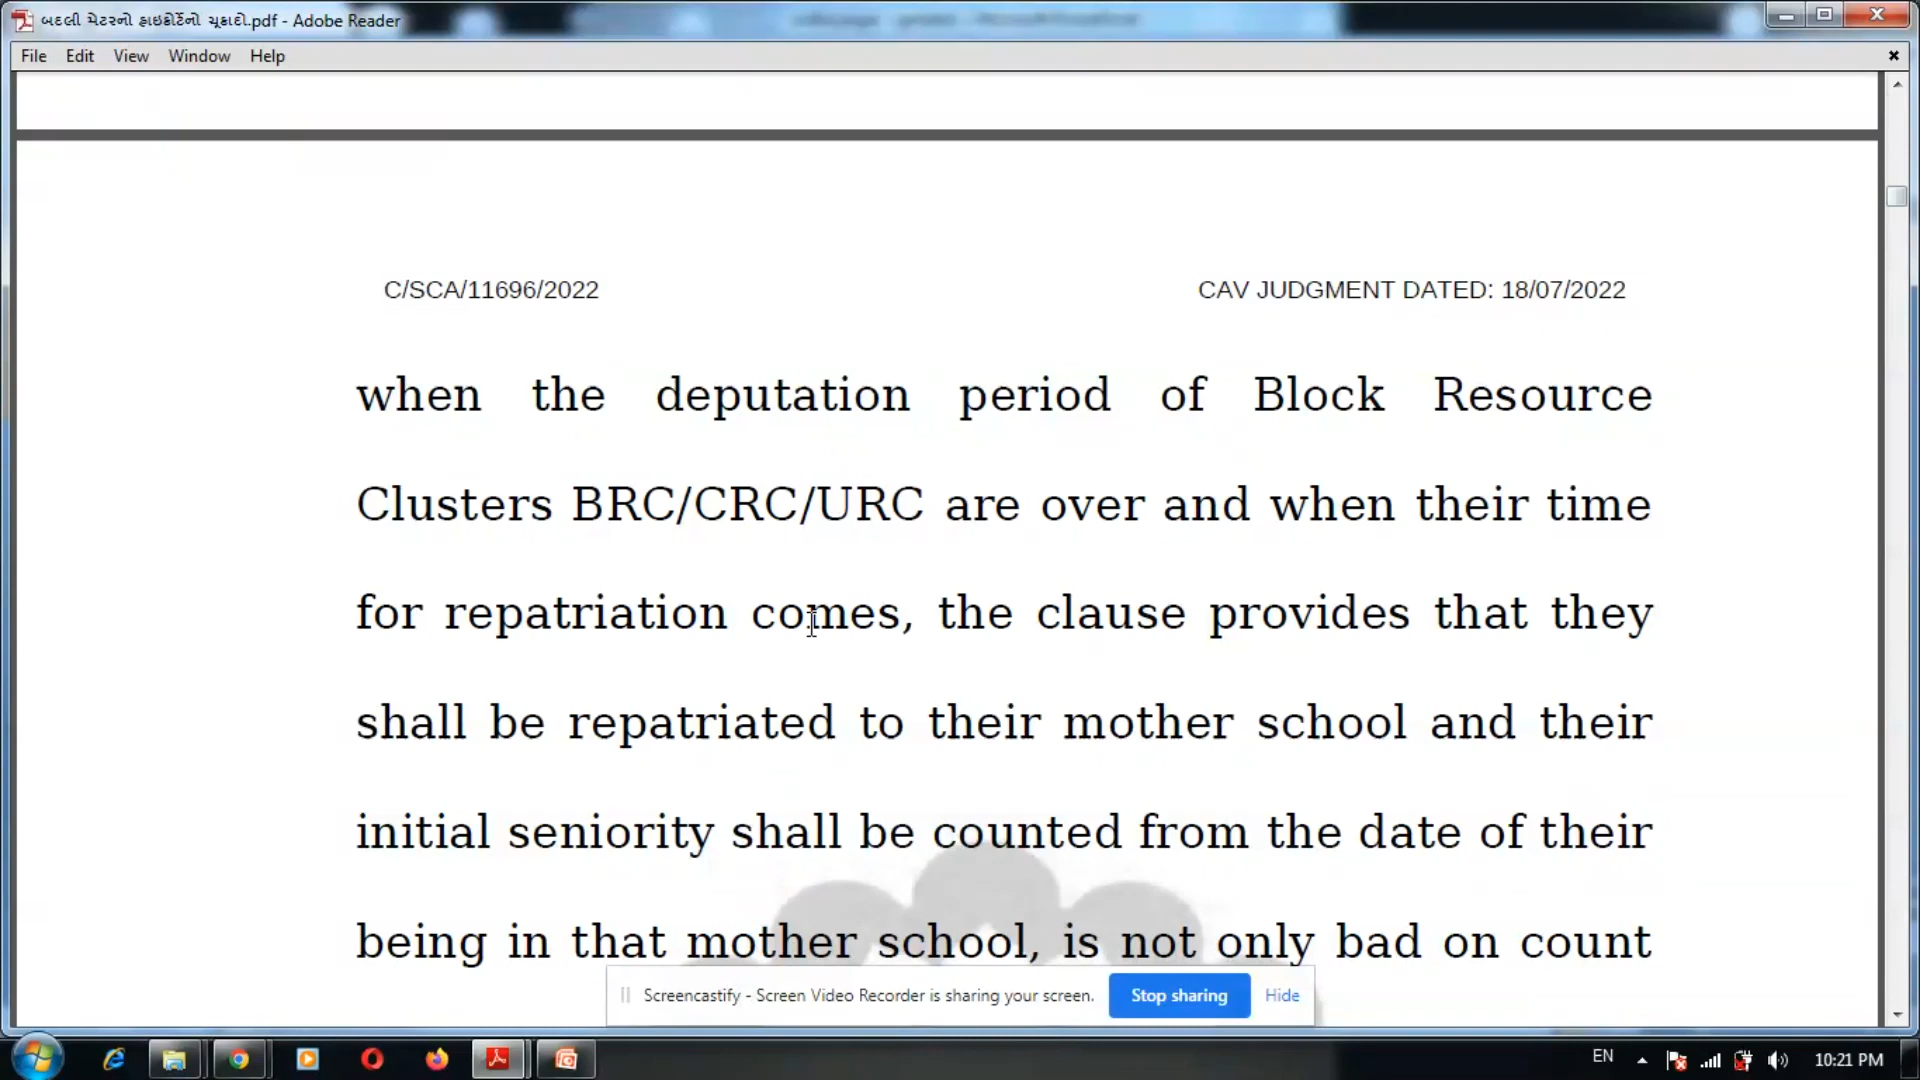 બદલી મેટરનો હાઇકોર્ટનો ચૂકાદો.pdf - Adobe Reader
File Edit View Window Help
C/SCA/11696/2022 CAV JUDGMENT DATED: 18/07/2022
when the deputation period of Block Resource
Clusters BRC/CRC/URC are over and when their time
for repatriation comes, the clause provides that they
shall be repatriated to their mother school and their
initial seniority shall be counted from the date of their
being in that mother school, is not only bad on count
Screencastify - Screen Video Recorder is sharing your screen. Stop sharing Hide
EN 10:21 PM